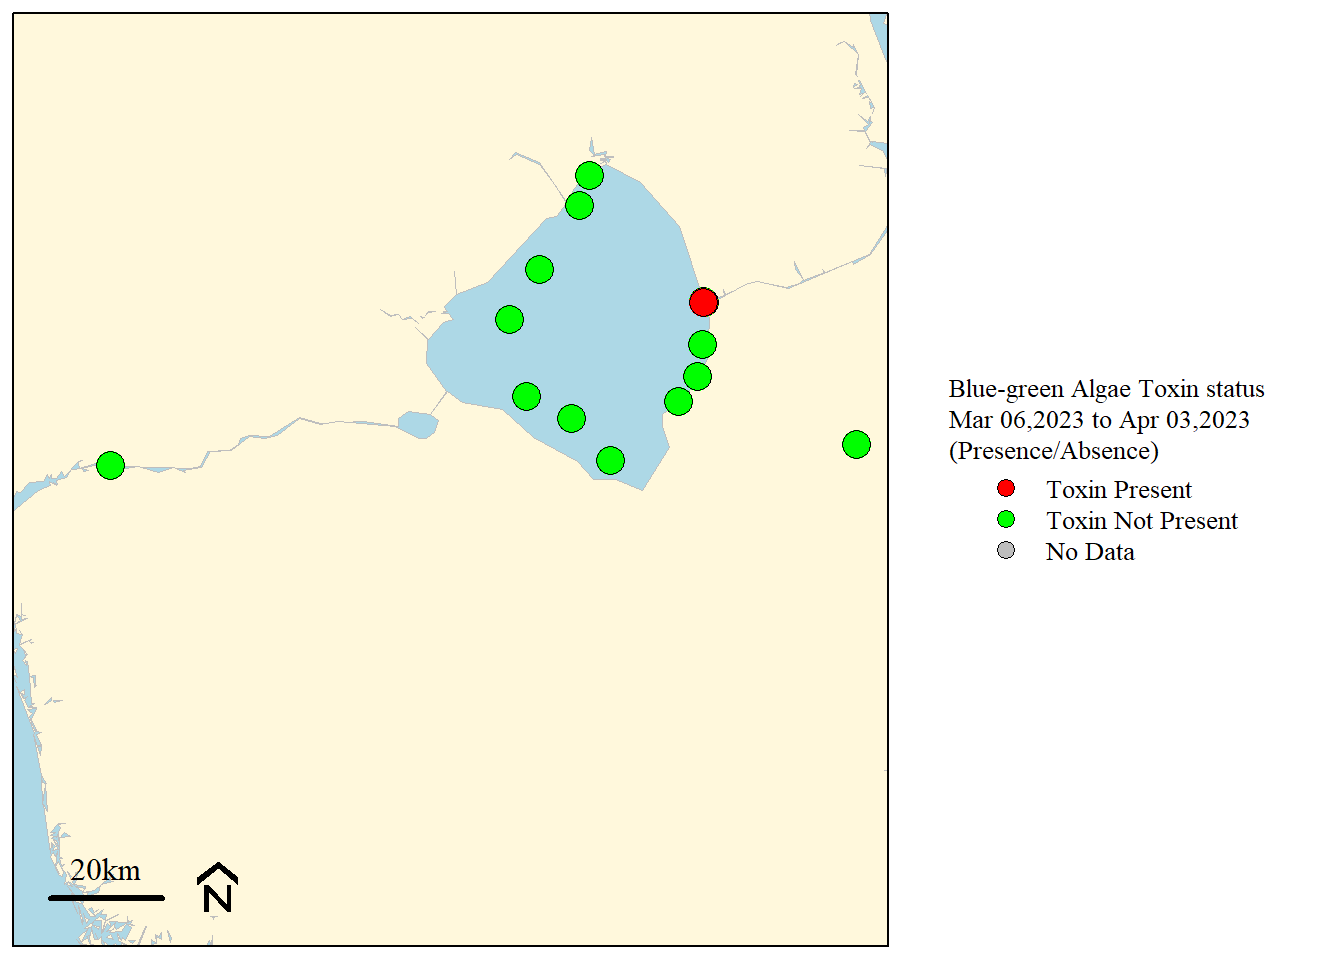 Blue-green Algae Toxin status
Mar 06,2023 to Apr 03,2023
(Presence/Absence)
Toxin Present
Toxin Not Present
No Data
20km
N